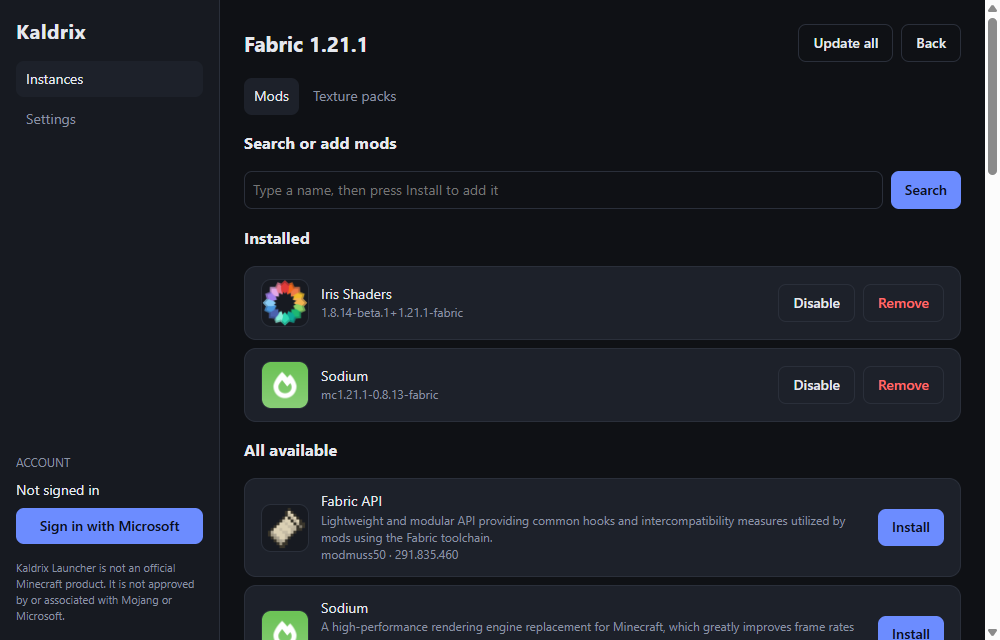 Kaldrix
Instances
Settings
ACCOUNT
Not signed in
Sign in with Microsoft
Kaldrix Launcher is not an official
Minecraft product. It is not approved
by or associated with Mojang or
Microsoft.
Fabric 1.21.1
Update all
Back
Mods
Texture packs
Search or add mods
Type a name, then press Install to add it
Search
Installed
Iris Shaders
1.8.14-beta.1+1.21.1-fabric
Disable
Remove
Sodium
mc1.21.1-0.8.13-fabric
Disable
Remove
All available
Fabric API
Lightweight and modular API providing common hooks and intercompatibility measures utilized by
mods using the Fabric toolchain.
modmuss50 · 291.835.460
Install
Sodium
A high-performance rendering engine replacement for Minecraft, which greatly improves frame rates
Install